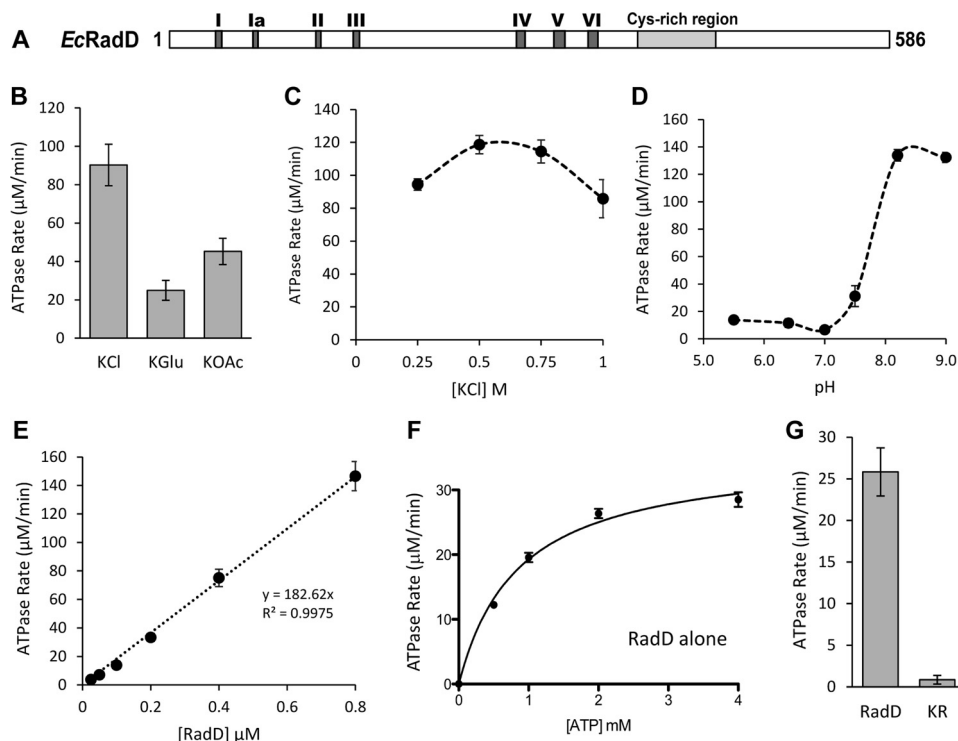 A
EcRadD 1
I Ia II III IV V VI Cys-rich region
586
B
ATPase Rate (µM/min)
120
100
80
60
40
20
0
KCl KGlu KOAc
C
ATPase Rate (µM/min)
140
120
100
80
60
40
20
0
0 0.25 0.5 0.75 1
[KCl] M
D
ATPase Rate (µM/min)
160
140
120
100
80
60
40
20
0
5.0 6.0 7.0 8.0 9.0
pH
E
ATPase Rate (µM/min)
160
140
120
100
80
60
40
20
0
y = 182.62x
R² = 0.9975
0 0.2 0.4 0.6 0.8
[RadD] µM
F
ATPase Rate (µM/min)
30
20
10
0
RadD alone
0 1 2 3 4
[ATP] mM
G
ATPase Rate (µM/min)
30
25
20
15
10
5
0
RadD KR